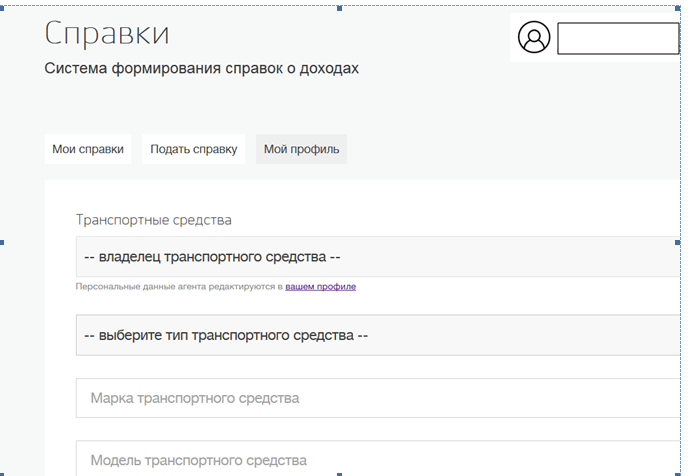 Справки
Система формирования справок о доходах
Мои справки Подать справку Мой профиль
Транспортные средства
-- владелец транспортного средства --
Персональные данные агента редактируются в вашем профиле
-- выберите тип транспортного средства --
Марка транспортного средства
Модель транспортного средства